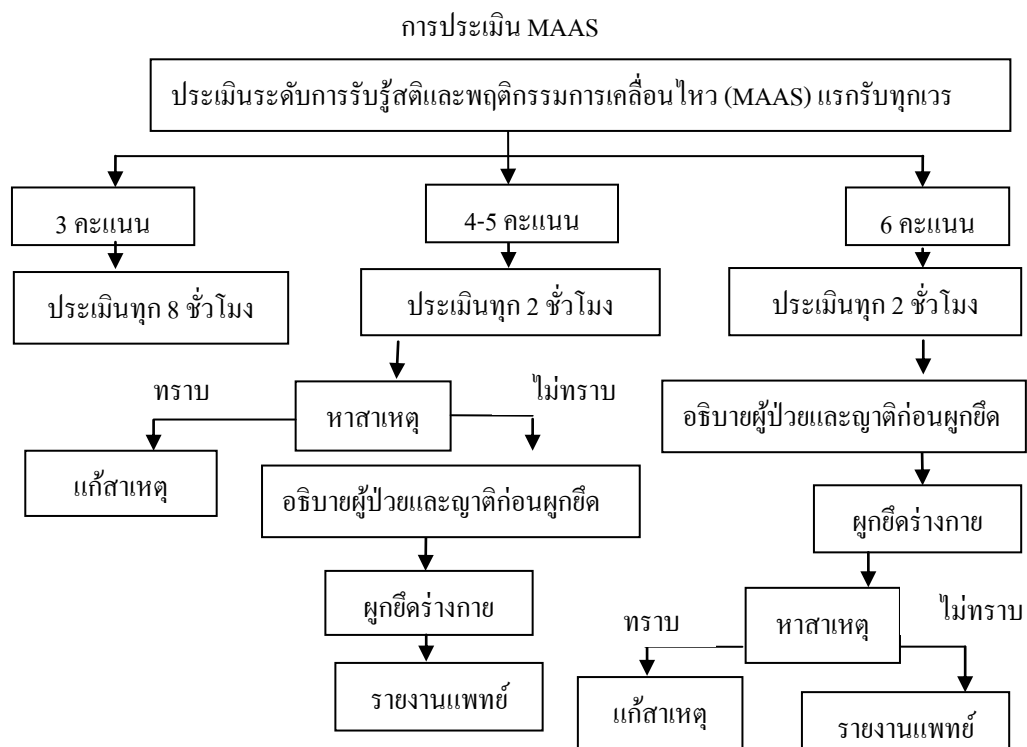 การประเมิน MAAS
ประเมินระดับการรับรู้สติและพฤติกรรมการเคลื่อนไหว (MAAS) แรกรับทุกเวร
3 คะแนน
4-5 คะแนน
6 คะแนน
ประเมินทุก 8 ชั่วโมง
ประเมินทุก 2 ชั่วโมง
ประเมินทุก 2 ชั่วโมง
ทราบ
หาสาเหตุ
ไม่ทราบ
แก้สาเหตุ
อธิบายผู้ป่วยและญาติก่อนผูกยึด
ผูกยึดร่างกาย
รายงานแพทย์
อธิบายผู้ป่วยและญาติก่อนผูกยึด
ผูกยึดร่างกาย
ทราบ
หาสาเหตุ
ไม่ทราบ
แก้สาเหตุ
รายงานแพทย์